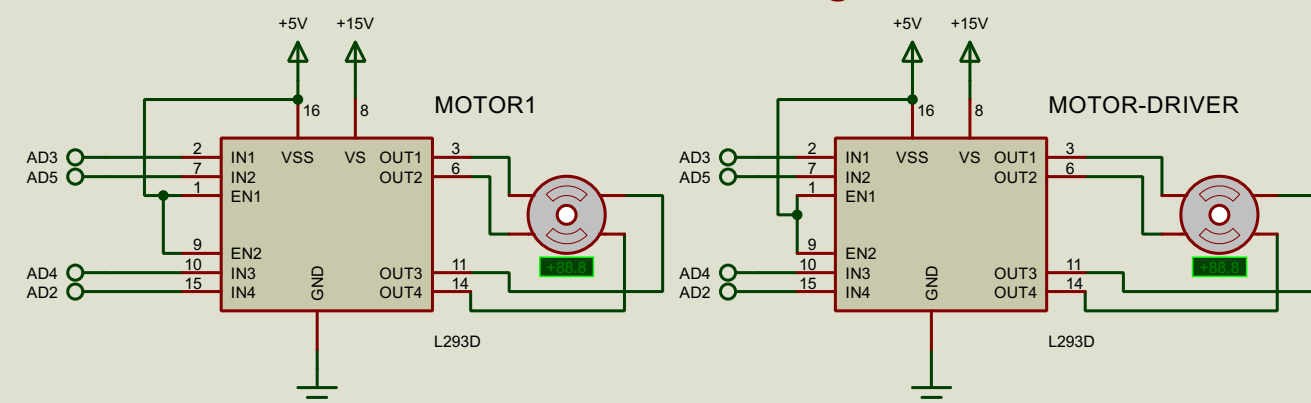 +5V +15V
16 8
MOTOR1
AD3 2 IN1 VSS VS OUT1 3
AD5 7 IN2 OUT2 6
1 EN1
+88.8
9 EN2
AD4 10 IN3 OUT3 11
AD2 15 IN4 GND OUT4 14
L293D
+5V +15V
16 8
MOTOR-DRIVER
AD3 2 IN1 VSS VS OUT1 3
AD5 7 IN2 OUT2 6
1 EN1
+88.8
9 EN2
AD4 10 IN3 OUT3 11
AD2 15 IN4 GND OUT4 14
L293D